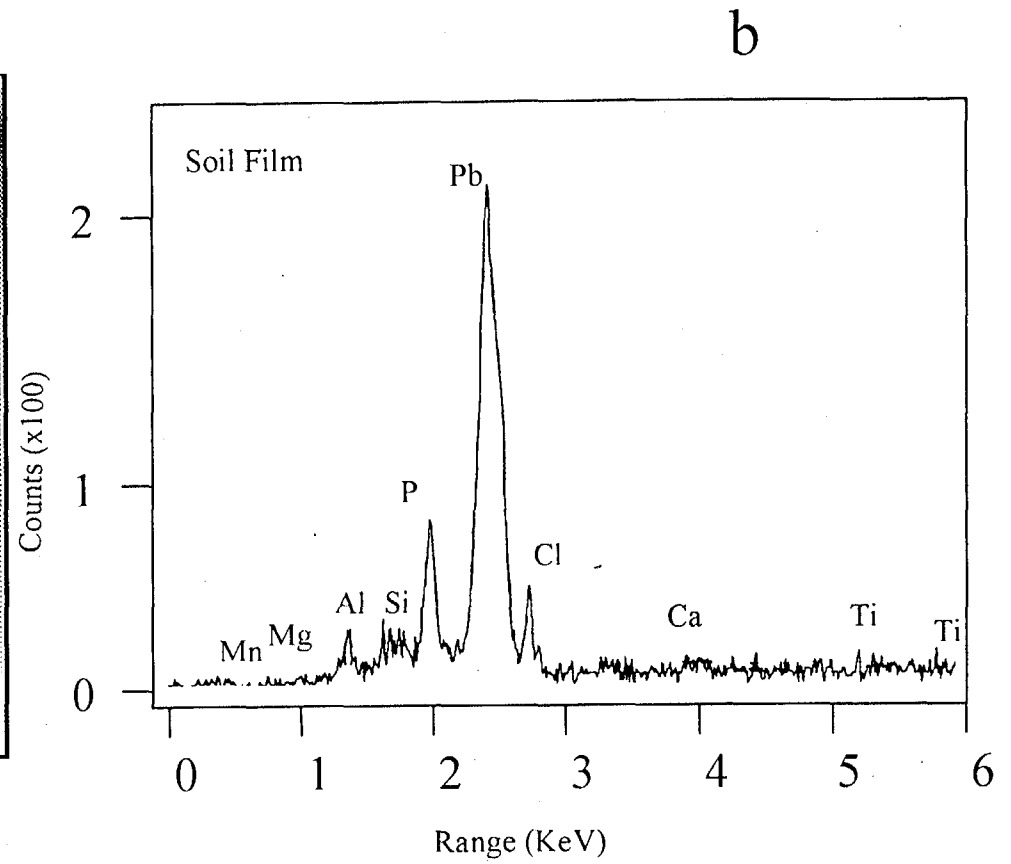 b
Soil Film
Pb
2
P
1
Cl
Al Si
Ca Ti
Mn Mg Ti
0
Counts (x100)
0 1 2 3 4 5 6
Range (KeV)